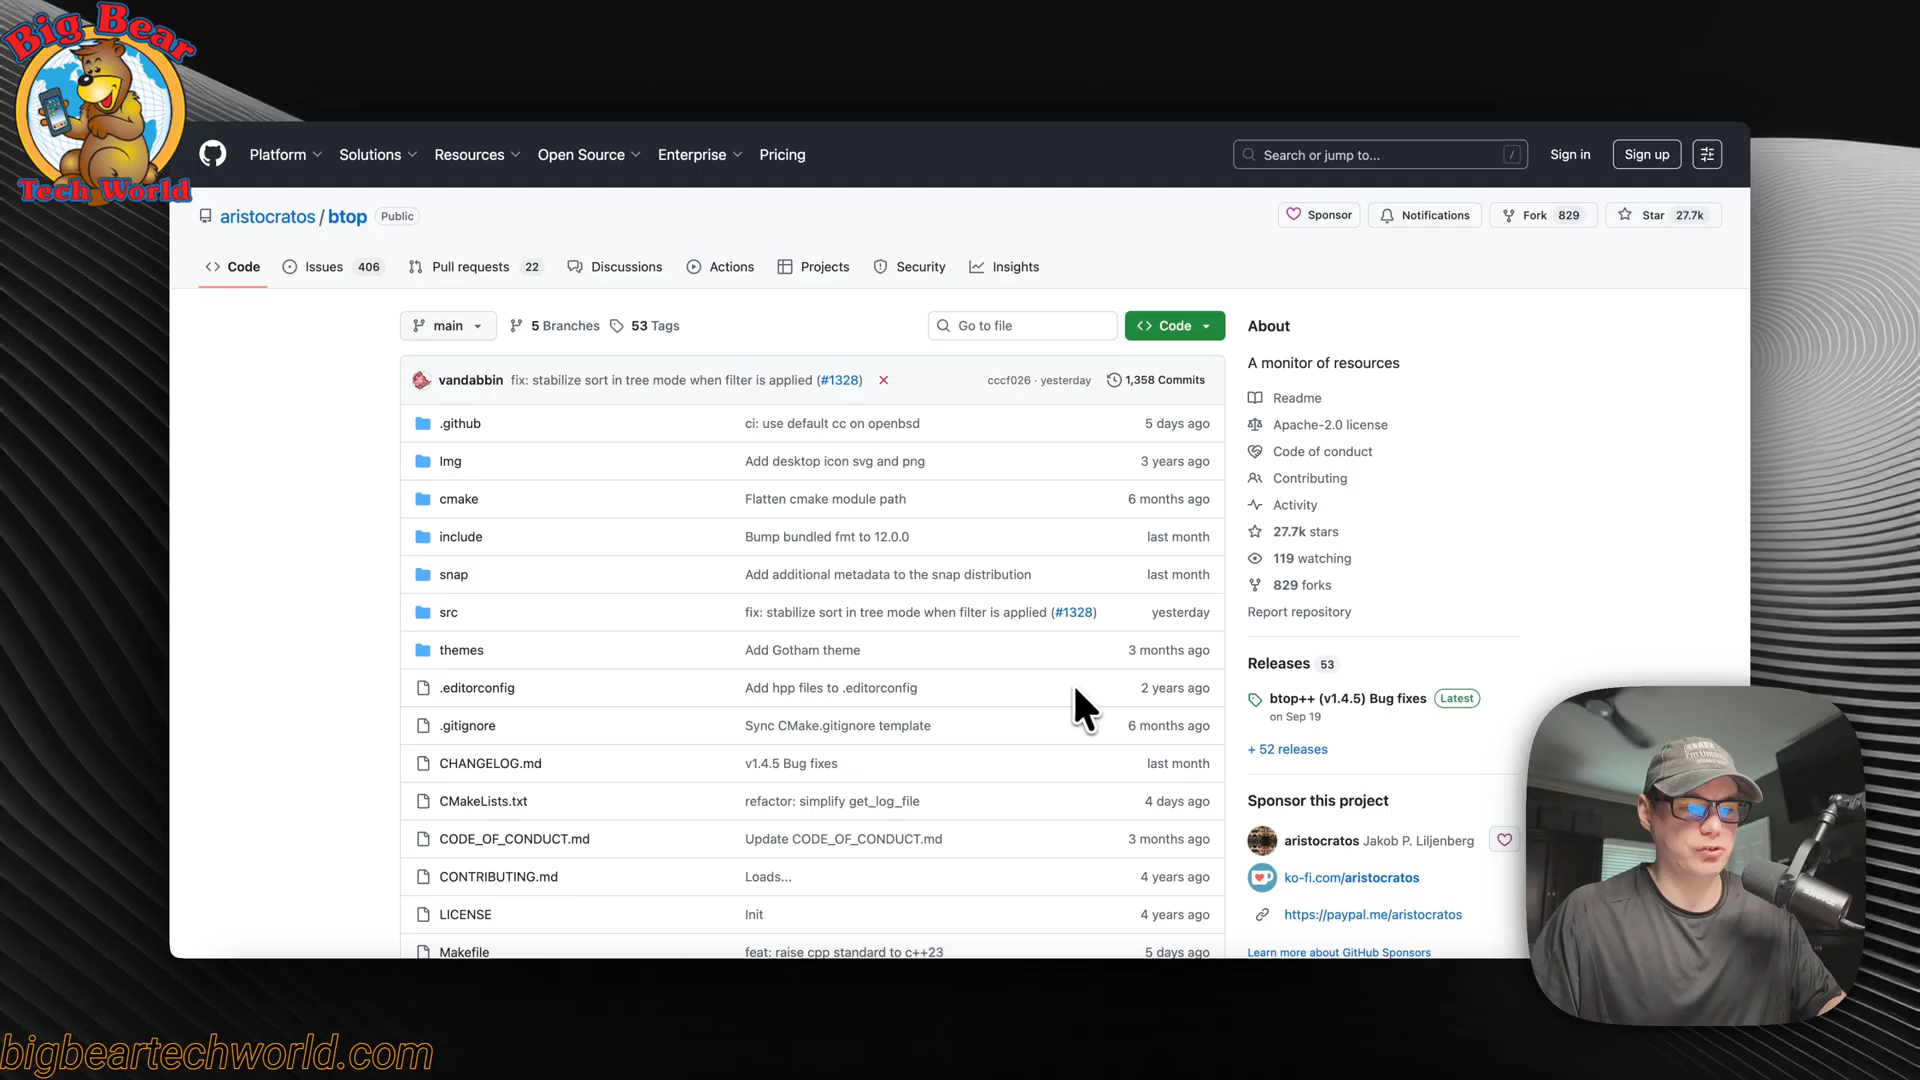 Big Bear
Tech World
Platform Solutions Resources Open Source Enterprise Pricing Search or jump to... / Sign in Sign up
aristocratos / btop Public Sponsor Notifications Fork 829 Star 27.7k
Code Issues 406 Pull requests 22 Discussions Actions Projects Security Insights
main 5 Branches 53 Tags Go to file Code
vandabbin fix: stabilize sort in tree mode when filter is applied (#1328) cccf026 · yesterday 1,358 Commits
.github ci: use default cc on openbsd 5 days ago
Img Add desktop icon svg and png 3 years ago
cmake Flatten cmake module path 6 months ago
include Bump bundled fmt to 12.0.0 last month
snap Add additional metadata to the snap distribution last month
src fix: stabilize sort in tree mode when filter is applied (#1328) yesterday
themes Add Gotham theme 3 months ago
.editorconfig Add hpp files to .editorconfig 2 years ago
.gitignore Sync CMake.gitignore template 6 months ago
CHANGELOG.md v1.4.5 Bug fixes last month
CMakeLists.txt refactor: simplify get_log_file 4 days ago
CODE_OF_CONDUCT.md Update CODE_OF_CONDUCT.md 3 months ago
CONTRIBUTING.md Loads... 4 years ago
LICENSE Init 4 years ago
Makefile feat: raise cpp standard to c++23 5 days ago
About
A monitor of resources
Readme
Apache-2.0 license
Code of conduct
Contributing
Activity
27.7k stars
119 watching
829 forks
Report repository
Releases 53
btop++ (v1.4.5) Bug fixes Latest
on Sep 19
+ 52 releases
Sponsor this project
aristocratos Jakob P. Liljenberg
ko-fi.com/aristocratos
https://paypal.me/aristocratos
Learn more about GitHub Sponsors
bigbeartechworld.com